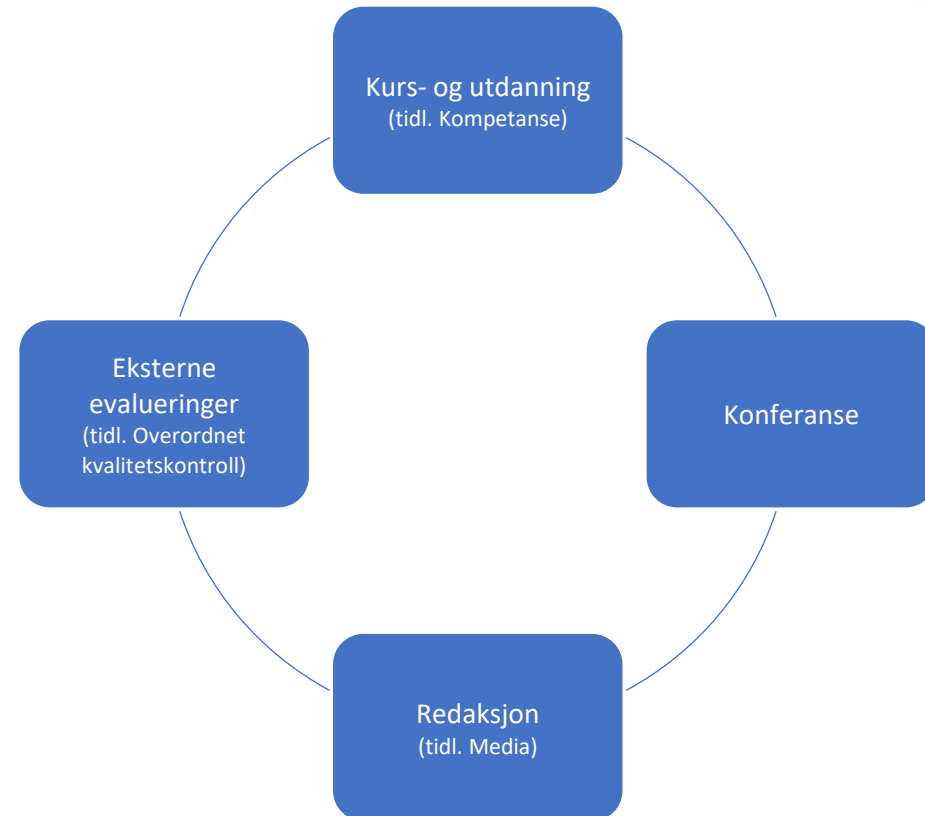 Kurs- og utdanning
(tidl. Kompetanse)
Eksterne
evalueringer
(tidl. Overordnet
kvalitetskontroll)
Konferanse
Redaksjon
(tidl. Media)